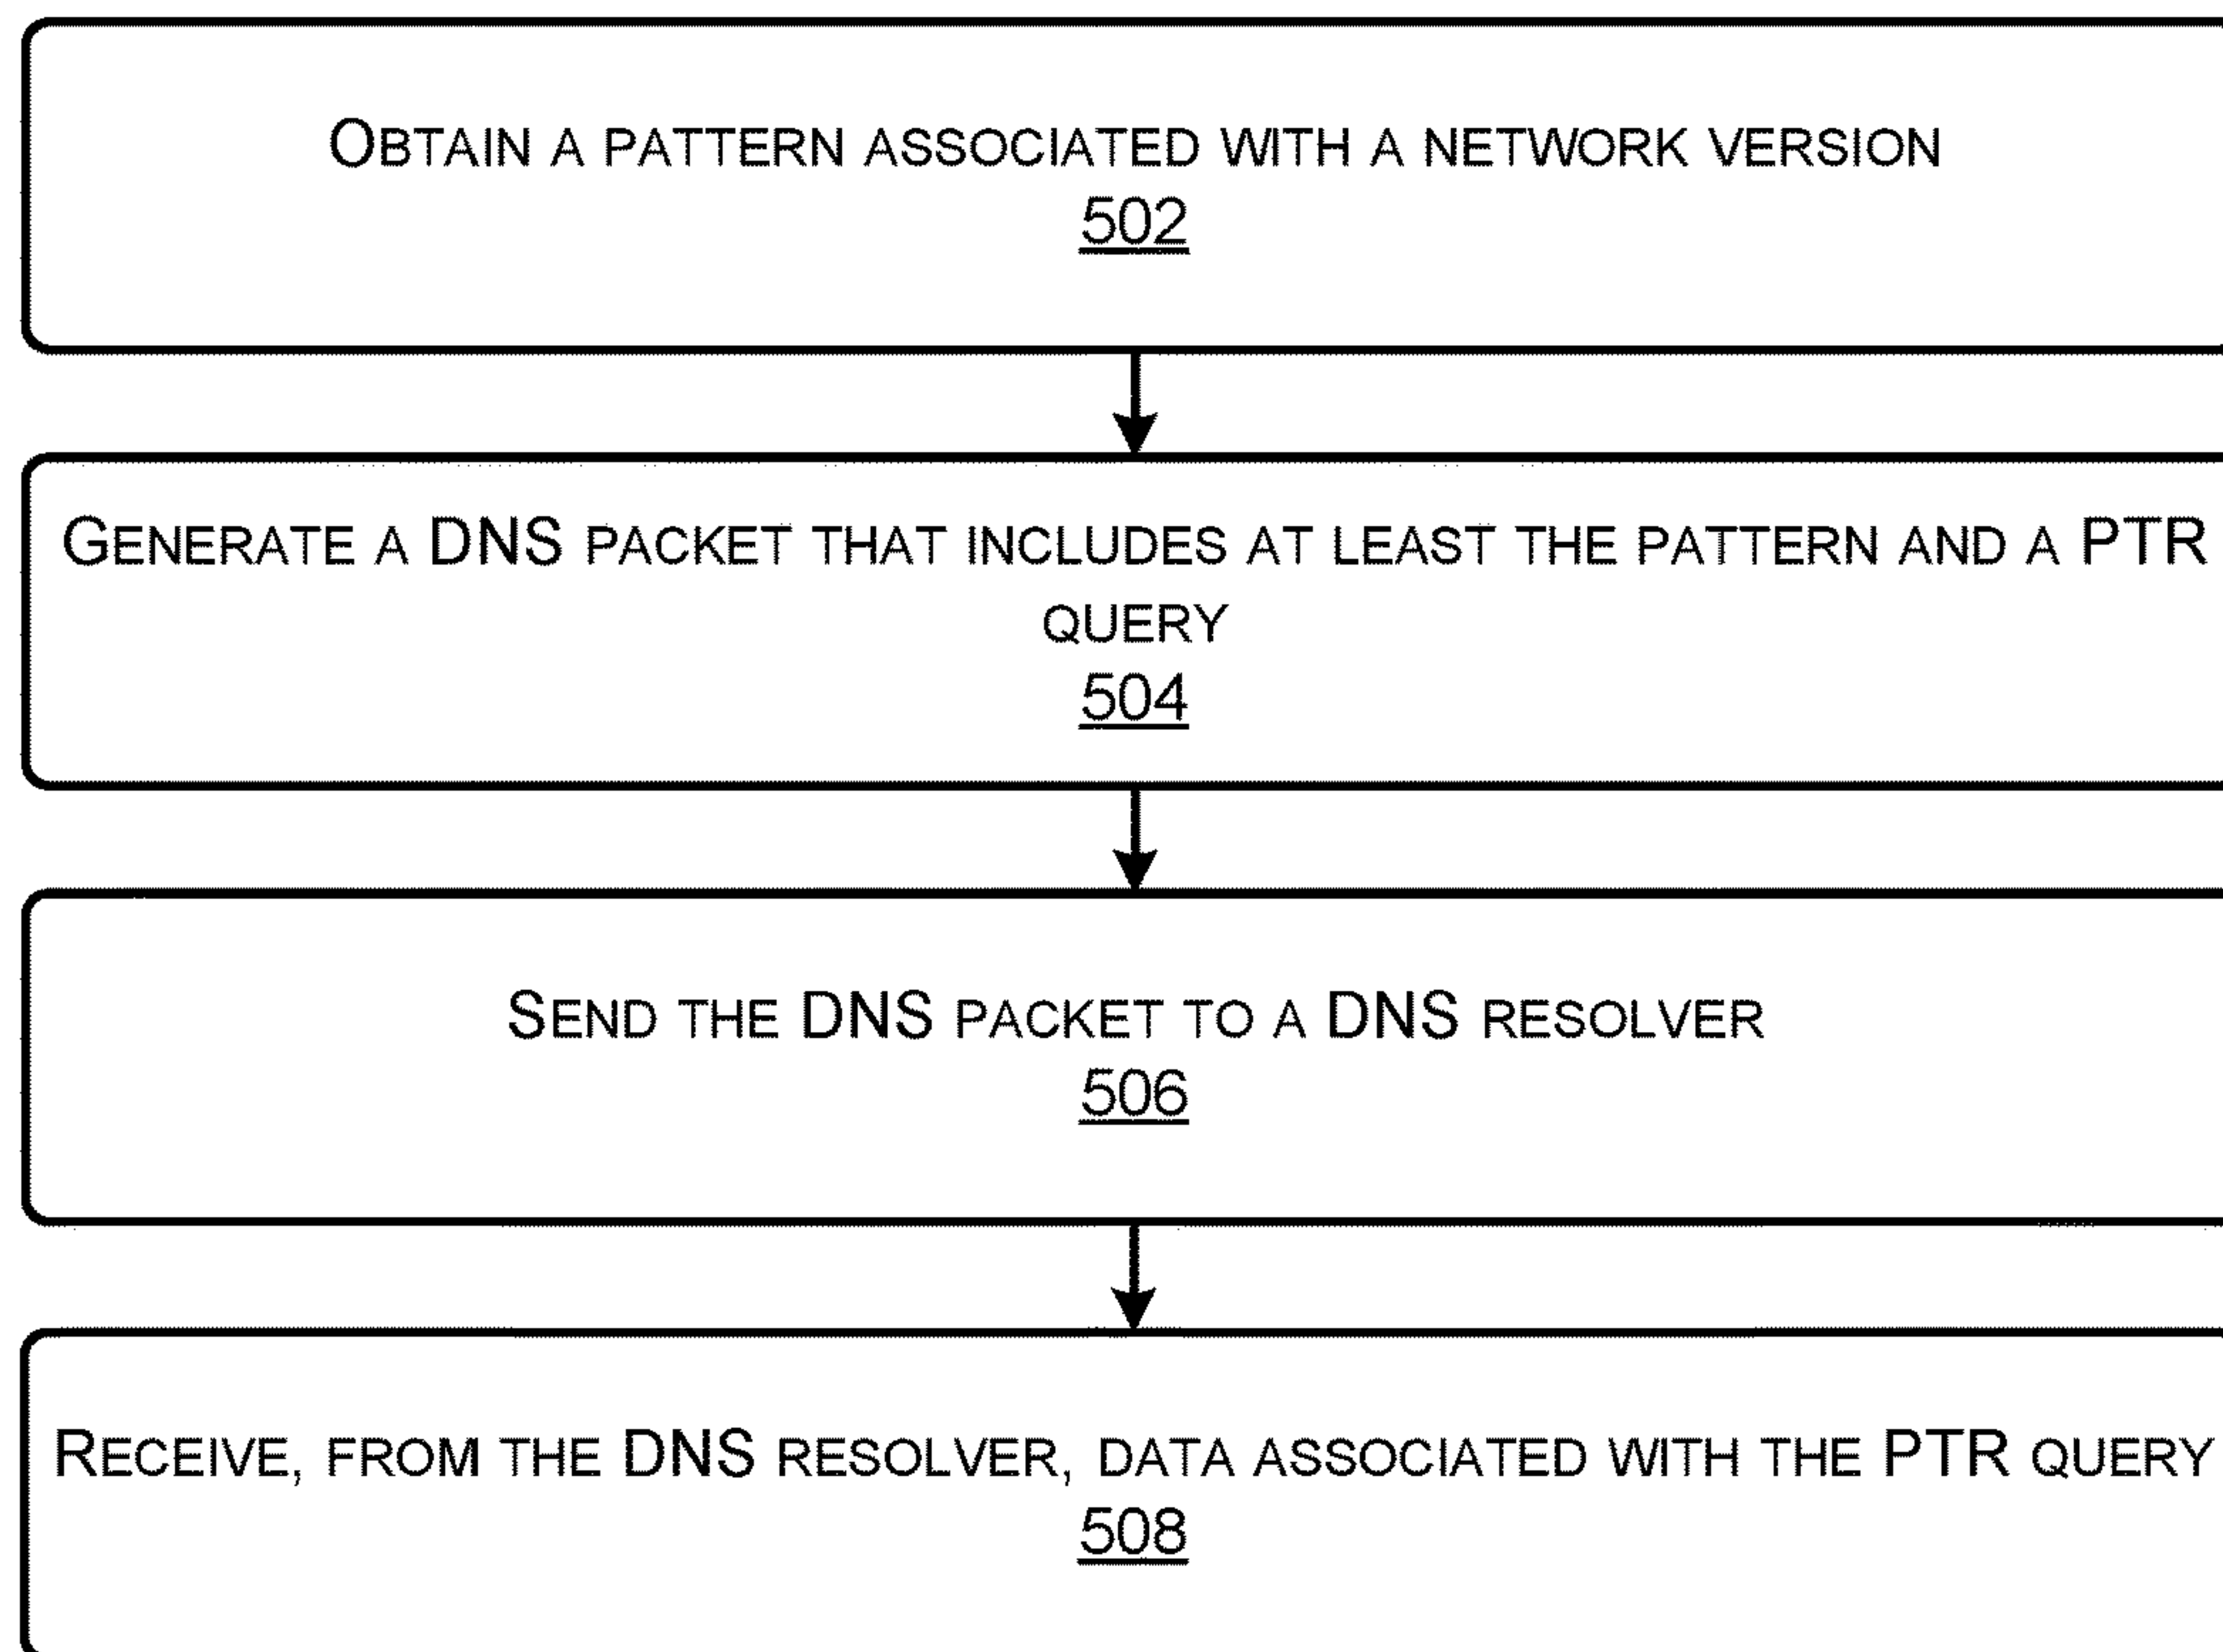 OBTAIN A PATTERN ASSOCIATED WITH A NETWORK VERSION
502
GENERATE A DNS PACKET THAT INCLUDES AT LEAST THE PATTERN AND A PTR
QUERY
504
SEND THE DNS PACKET TO A DNS RESOLVER
506
RECEIVE, FROM THE DNS RESOLVER, DATA ASSOCIATED WITH THE PTR QUERY
508